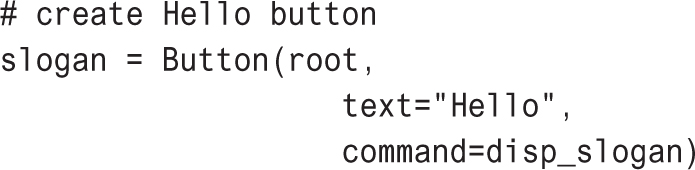 # create Hello button
slogan = Button(root,
                     text="Hello",
                     command=disp_slogan)